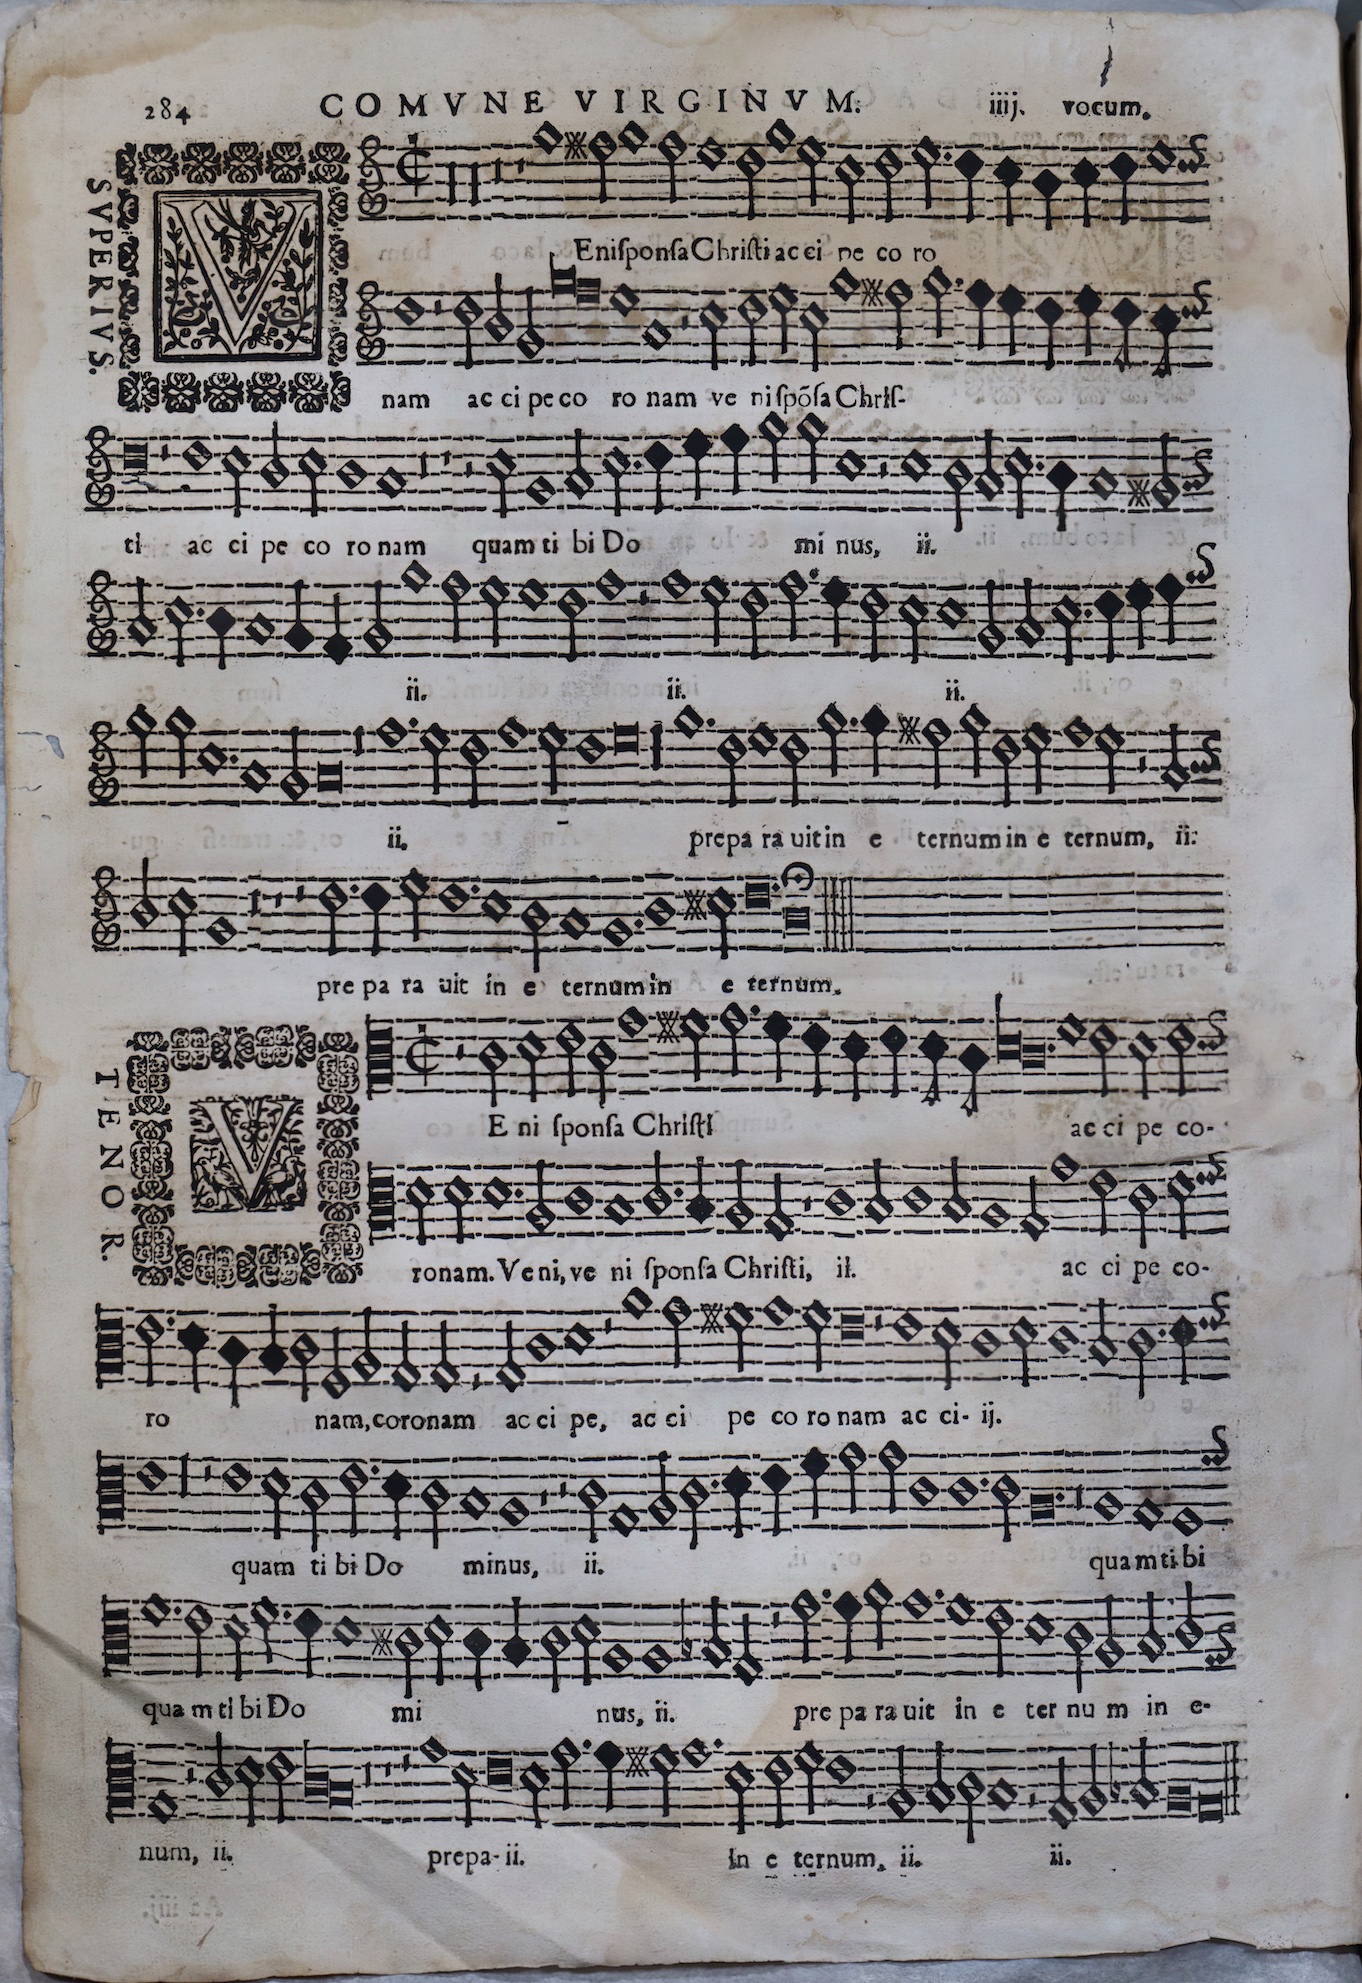 284 COMVNE VIRGINVM. iiij. vocum.
SVPERIVS.
VEni ſponſa Chriſti ac ci pe co ro
nam ac ci pe co ro nam ve ni ſpõſa Chriſ-
ti ac ci pe co ro nam quam ti bi Do mi nus, ii.
ii. ii. ii.
ii. prepa ra uit in e ternum in e ternum, ii:
pre pa ra uit in e ternum in e ternum.
TENOR.
VE ni ſponſa Chriſti ac ci pe co-
ronam. Veni, ve ni ſponſa Chriſti, ii. ac ci pe co-
ro nam, coronam ac ci pe, ac ci pe co ro nam ac ci- ij.
quam ti bi Do minus, ii. quam ti bi
quam ti bi Do mi nus, ii. pre pa ra uit in e ter nu m in e-
num, ii. prepa- ii. In e ternum, ii. ii.